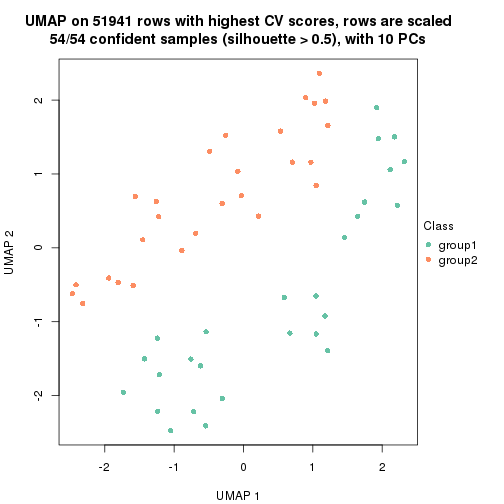 UMAP on 51941 rows with highest CV scores, rows are scaled
54/54 confident samples (silhouette > 0.5), with 10 PCs
2
1
0
-1
-2
UMAP 2
-2
-1
0
1
2
UMAP 1
Class
group1
group2